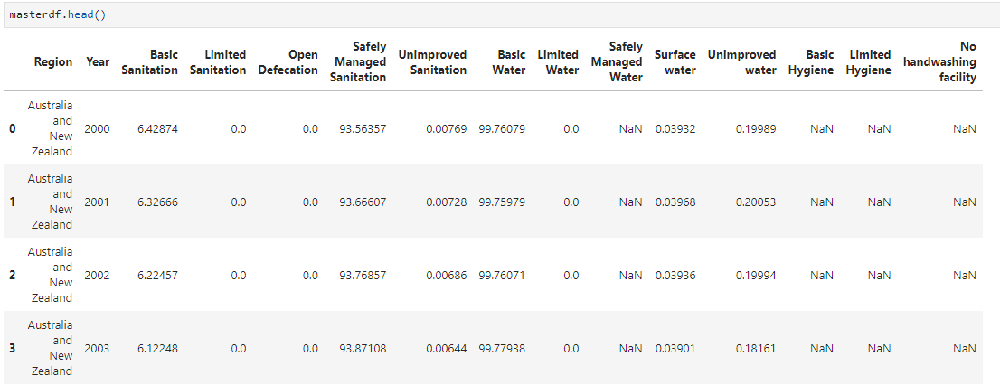 masterdf.head()
Region Year Basic Sanitation Limited Sanitation Open Defecation Safely Managed Sanitation Unimproved Sanitation Basic Water Limited Water Safely Managed Water Surface water Unimproved water Basic Hygiene Limited Hygiene No handwashing facility
0 Australia and New Zealand 2000 6.42874 0.0 0.0 93.56357 0.00769 99.76079 0.0 NaN 0.03932 0.19989 NaN NaN NaN
1 Australia and New Zealand 2001 6.32666 0.0 0.0 93.66607 0.00728 99.75979 0.0 NaN 0.03968 0.20053 NaN NaN NaN
2 Australia and New Zealand 2002 6.22457 0.0 0.0 93.76857 0.00686 99.76071 0.0 NaN 0.03936 0.19994 NaN NaN NaN
3 Australia and New Zealand 2003 6.12248 0.0 0.0 93.87108 0.00644 99.77938 0.0 NaN 0.03901 0.18161 NaN NaN NaN